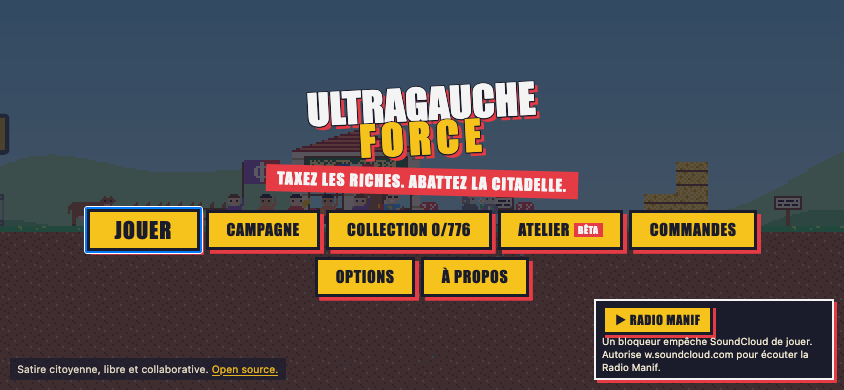 ULTRAGAUCHE
FORCE
TAXEZ LES RICHES. ABATTEZ LA CITADELLE.
JOUER
CAMPAGNE
COLLECTION 0/776
ATELIER BÊTA
COMMANDES
OPTIONS
À PROPOS
▶ RADIO MANIF
Un bloqueur empêche SoundCloud de jouer.
Autorise w.soundcloud.com pour écouter la
Radio Manif.
Satire citoyenne, libre et collaborative. Open source.